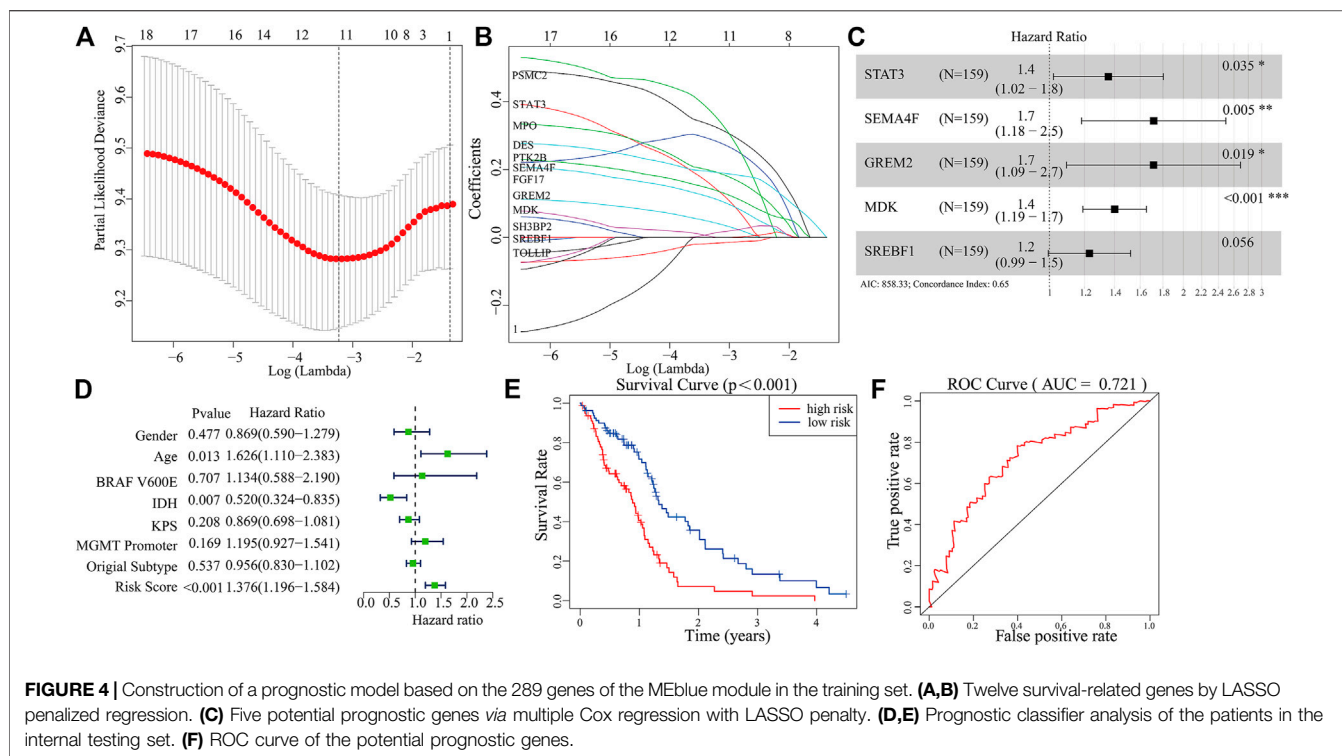 A
18 17 16 14 12 11 10 8 3 1
9.7
9.6
9.5
9.4
9.3
9.2
Partial Likelihood Deviance
−6 −5 −4 −3 −2
Log (Lambda)
B
17 16 14 11 9 8
0.4
0.2
0.0
−0.2
Coefficients
PSMC2
STAT3
MPO
DES
PTK2B
SEMA4F
FGF17
GREM2
MDK
SH3BP2
SREBF1
TOLLIP
1
−6 −5 −4 −3 −2
Log (Lambda)
C
Hazard Ratio
STAT3 (N=159) 1.4 0.035 *
(1.02 − 1.8)
SEMA4F (N=159) 1.7 0.005 **
(1.18 − 2.5)
GREM2 (N=159) 1.7 0.019 *
(1.09 − 2.7)
MDK (N=159) 1.4 <0.001 ***
(1.19 − 1.7)
SREBF1 (N=159) 1.2 0.056
(0.99 − 1.5)
AIC: 858.33; Concordance Index: 0.65
1 1.2 1.4 1.6 1.8 2 2.2 2.4 2.6 2.8 3
D
Pvalue Hazard Ratio
Gender 0.477 0.869(0.590−1.279)
Age 0.013 1.626(1.110−2.383)
BRAF V600E 0.707 1.134(0.588−2.190)
IDH 0.007 0.520(0.324−0.835)
KPS 0.208 0.869(0.698−1.081)
MGMT Promoter 0.169 1.195(0.927−1.541)
Origial Subtype 0.537 0.956(0.830−1.102)
Risk Score <0.001 1.376(1.196−1.584)
0.0 0.5 1.0 1.5 2.0 2.5
Hazard ratio
E
Survival Curve (p<0.001)
high risk
low risk
1.0
0.8
0.6
0.4
0.2
0.0
Survival Rate
0 1 2 3 4
Time (years)
F
ROC Curve ( AUC = 0.721 )
1.0
0.8
0.6
0.4
0.2
0.0
True positive rate
0.0 0.2 0.4 0.6 0.8 1.0
False positive rate
FIGURE 4 | Construction of a prognostic model based on the 289 genes of the MEblue module in the training set. (A,B) Twelve survival-related genes by LASSO
penalized regression. (C) Five potential prognostic genes via multiple Cox regression with LASSO penalty. (D,E) Prognostic classifier analysis of the patients in the
internal testing set. (F) ROC curve of the potential prognostic genes.